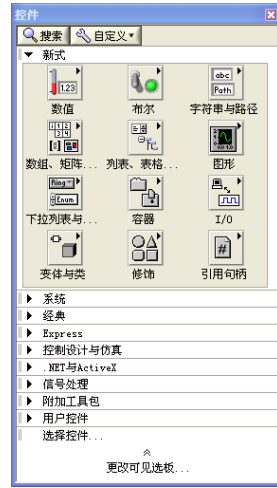 控件
搜索 自定义
新式
1.23 abc Path
数值 布尔 字符串与路径
数组、矩阵... 列表、表格... 图形
Ring Enum
下拉列表与... 容器 I/O
变体与类 修饰 引用句柄
系统
经典
Express
控制设计与仿真
.NET与ActiveX
信号处理
附加工具包
用户控件
选择控件...
更改可见选板...